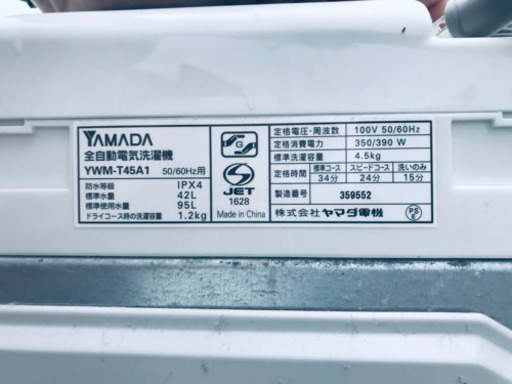 YAMADA
全自動電気洗濯機
YWM-T45A1 50/60Hz用
防水等級 IPX4
標準水量 42L
標準使用水量 95L
ドライコース時の洗濯容量 1.2kg
G
S
JET
1628
Made in China
定格電圧・周波数 100V 50/60Hz
定格消費電力 350/390 W
4.5kg
定格時間 標準コース スピードコース 洗いのみ
34分 24分 15分
製造番号 359552
株式会社ヤマダ電機
PS
E